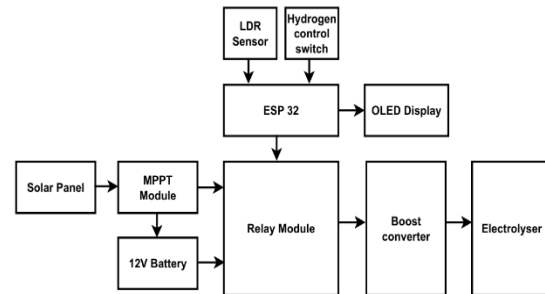 LDR
Sensor
Hydrogen
control
switch
ESP 32
OLED Display
Solar Panel
MPPT
Module
12V Battery
Relay Module
Boost
converter
Electrolyser